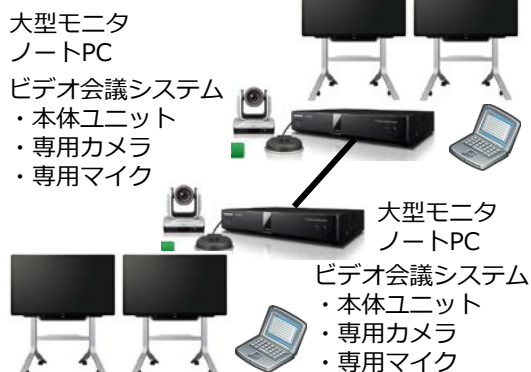 大型モニタ
ノートPC
ビデオ会議システム
・本体ユニット
・専用カメラ
・専用マイク
大型モニタ
ノートPC
ビデオ会議システム
・本体ユニット
・専用カメラ
・専用マイク